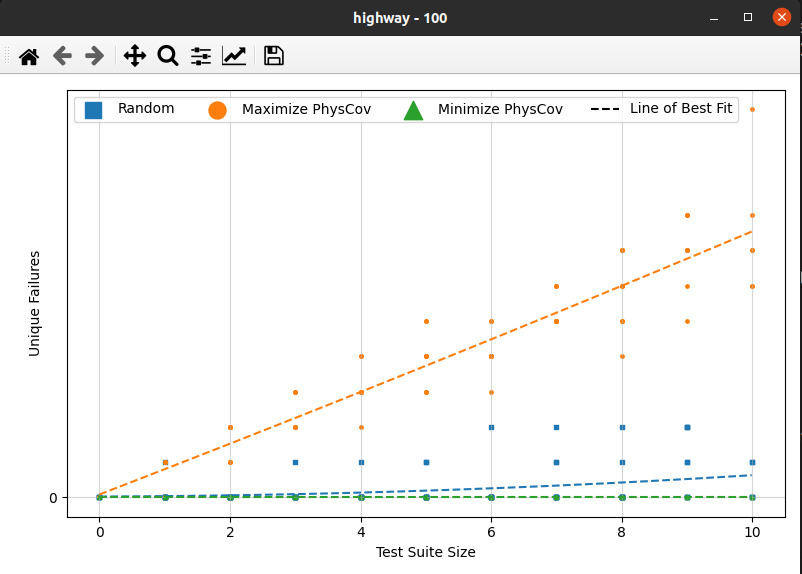 highway - 100
Random Maximize PhysCov Minimize PhysCov Line of Best Fit
Unique Failures
0
0 2 4 6 8 10
Test Suite Size